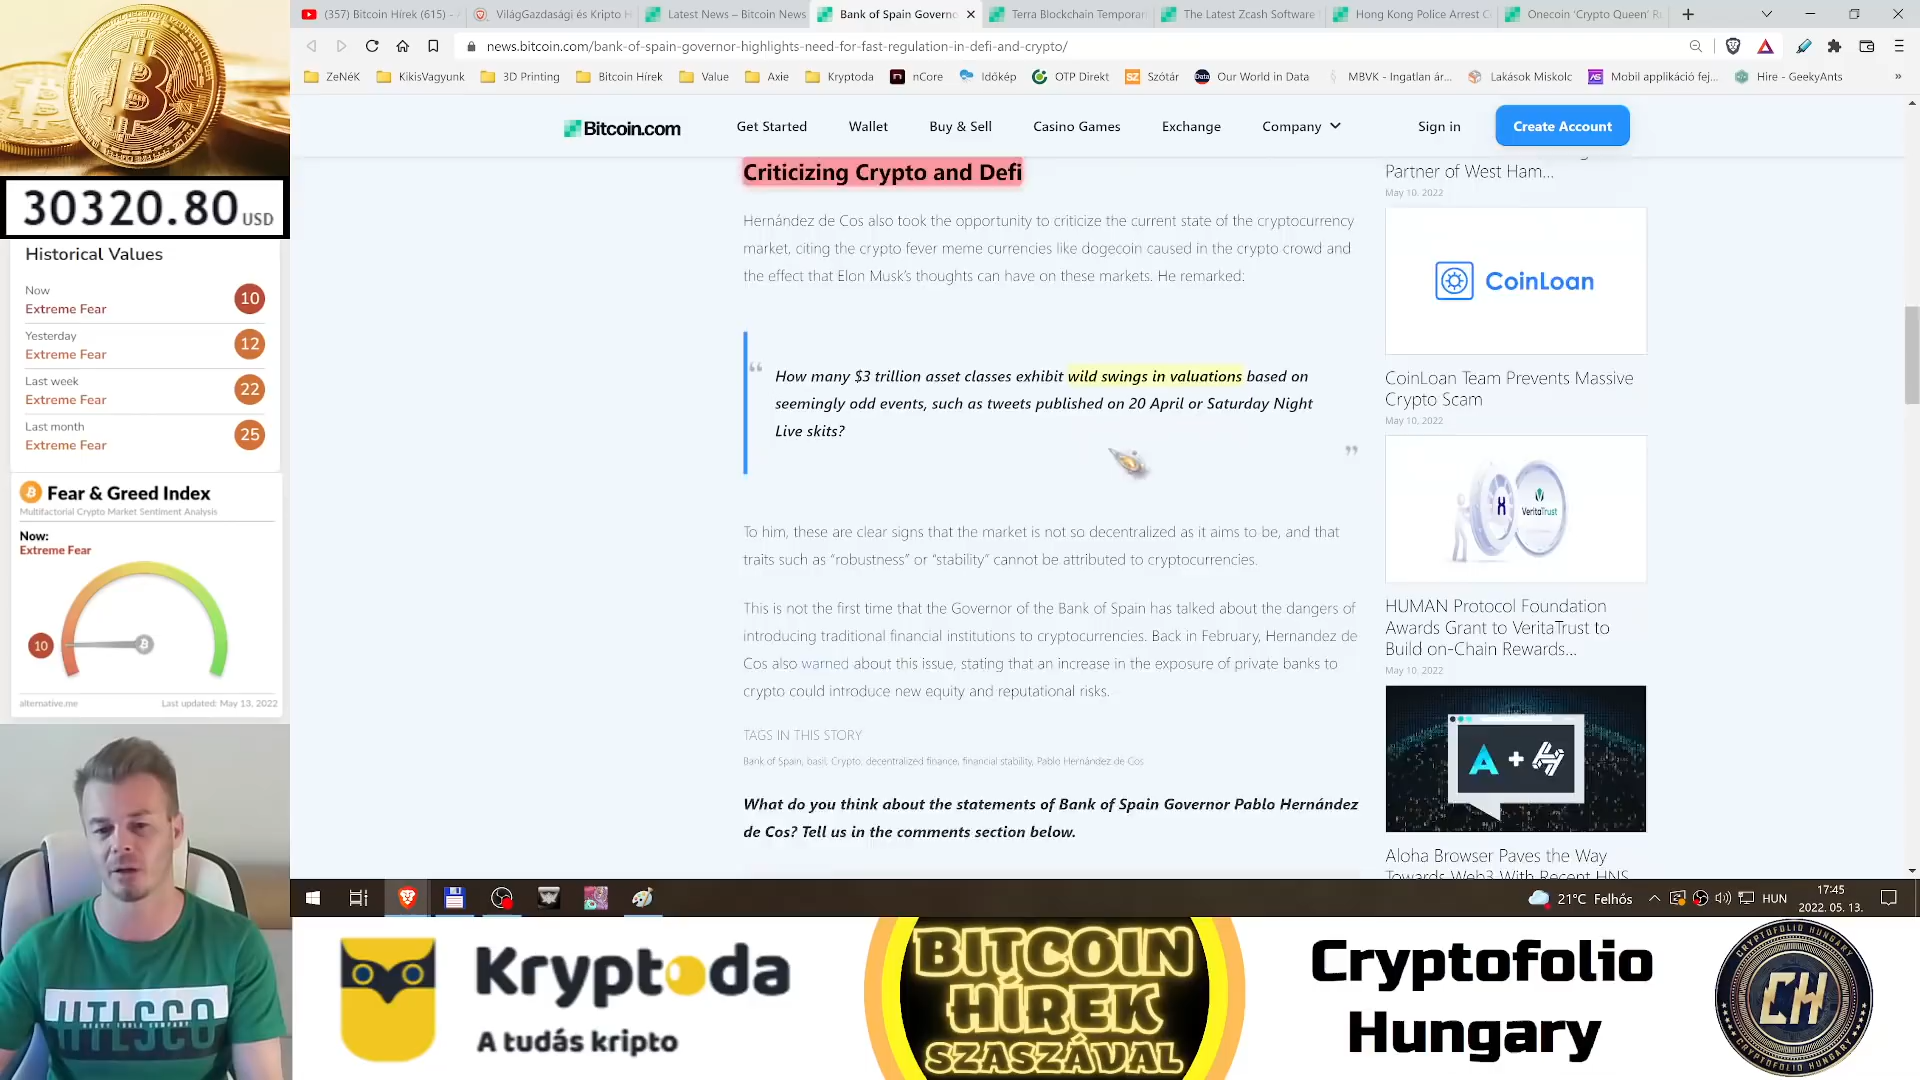 (357) Bitcoin Hírek (615) -
VilágGazdasági és Kripto H
Latest News – Bitcoin News
Bank of Spain Governo
Terra Blockchain Temporar
The Latest Zcash Software
Hong Kong Police Arrest C
Onecoin 'Crypto Queen' R
news.bitcoin.com/bank-of-spain-governor-highlights-need-for-fast-regulation-in-defi-and-crypto/
ZeNéK
KikisVagyunk
3D Printing
Bitcoin Hírek
Value
Axie
Kryptoda
nCore
Időkép
OTP Direkt
SZ Szótár
Our World in Data
MBVK - Ingatlan ár...
Lakások Miskolc
Mobil applikáció fej...
Hire - GeekyAnts
Bitcoin.com
Get Started
Wallet
Buy & Sell
Casino Games
Exchange
Company
Sign in
Create Account
30320.80 USD
Historical Values
Now
Extreme Fear
10
Yesterday
Extreme Fear
12
Last week
Extreme Fear
22
Last month
Extreme Fear
25
Fear & Greed Index
Multifactorial Crypto Market Sentiment Analysis
Now:
Extreme Fear
10
alternative.me
Last updated: May 13, 2022
Criticizing Crypto and Defi
Hernández de Cos also took the opportunity to criticize the current state of the cryptocurrency
market, citing the crypto fever meme currencies like dogecoin caused in the crypto crowd and
the effect that Elon Musk's thoughts can have on these markets. He remarked:
“
How many $3 trillion asset classes exhibit wild swings in valuations based on
seemingly odd events, such as tweets published on 20 April or Saturday Night
Live skits?
”
To him, these are clear signs that the market is not so decentralized as it aims to be, and that
traits such as “robustness” or “stability” cannot be attributed to cryptocurrencies.
This is not the first time that the Governor of the Bank of Spain has talked about the dangers of
introducing traditional financial institutions to cryptocurrencies. Back in February, Hernandez de
Cos also warned about this issue, stating that an increase in the exposure of private banks to
crypto could introduce new equity and reputational risks.
TAGS IN THIS STORY
Bank of Spain, basil, Crypto, decentralized finance, financial stability, Pablo Hernández de Cos
What do you think about the statements of Bank of Spain Governor Pablo Hernández
de Cos? Tell us in the comments section below.
Partner of West Ham...
May 10, 2022
CoinLoan
CoinLoan Team Prevents Massive
Crypto Scam
May 10, 2022
VeritaTrust
HUMAN Protocol Foundation
Awards Grant to VeritaTrust to
Build on-Chain Rewards...
May 10, 2022
A +
Aloha Browser Paves the Way
Towards Web3 With Recent HNS
21°C Felhős
HUN
17:45
2022. 05. 13.
HTLSCO
Kryptoda
A tudás kripto
BITCOIN
HÍREK
SZASZÁVAL
Cryptofolio
Hungary
CRYPTOFOLIO HUNGARY
CH
CRYPTOFOLIO HUNGARY